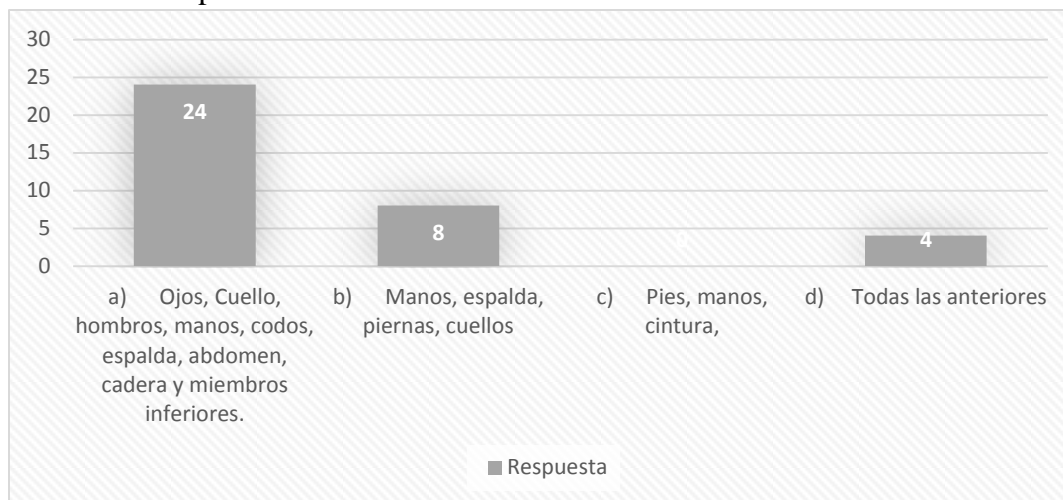 30
25
20
15
10
5
0
24
8
0
4
a) Ojos, Cuello,
hombros, manos, codos,
espalda, abdomen,
cadera y miembros
inferiores.
b) Manos, espalda,
piernas, cuellos
c) Pies, manos,
cintura,
d) Todas las anteriores
Respuesta